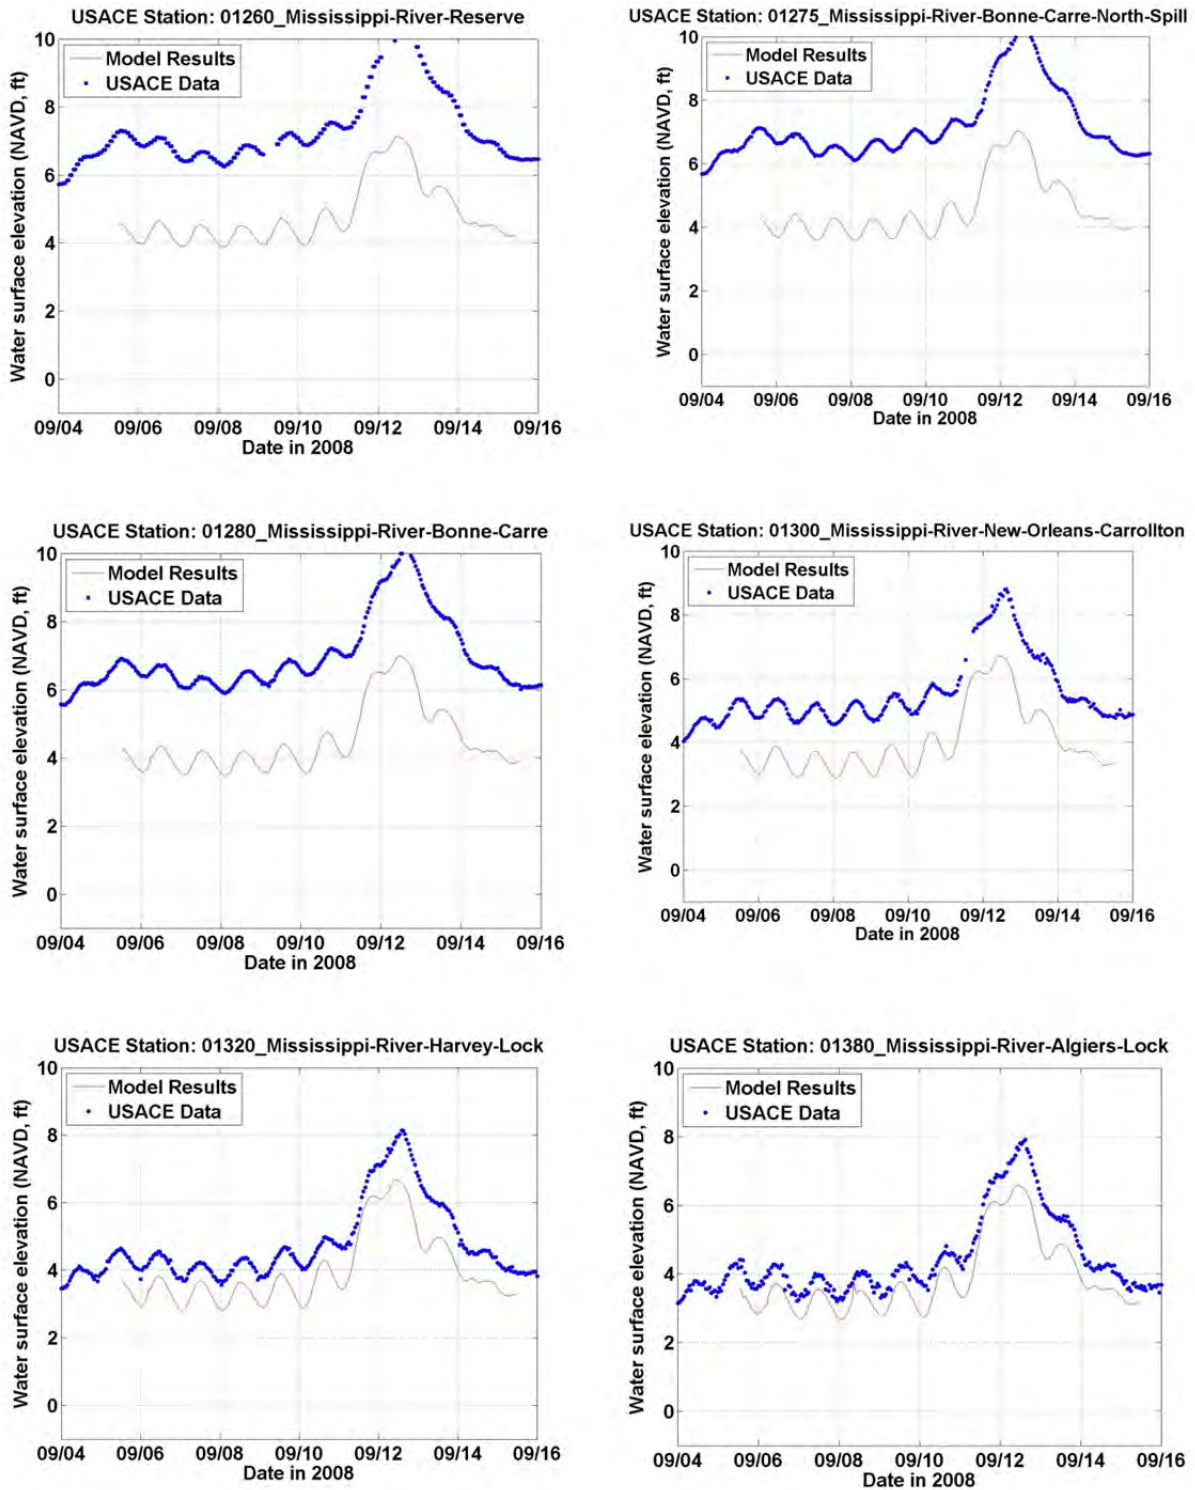 USACE Station: 01260_Mississippi-River-Reserve
10
8
6
4
2
0
Water surface elevation (NAVD, ft)
Model Results
USACE Data
09/04 09/06 09/08 09/10 09/12 09/14 09/16
Date in 2008
USACE Station: 01275_Mississippi-River-Bonne-Carre-North-Spill
10
8
6
4
2
0
Water surface elevation (NAVD, ft)
Model Results
USACE Data
09/04 09/06 09/08 09/10 09/12 09/14 09/16
Date in 2008
USACE Station: 01280_Mississippi-River-Bonne-Carre
10
8
6
4
2
0
Water surface elevation (NAVD, ft)
Model Results
USACE Data
09/04 09/06 09/08 09/10 09/12 09/14 09/16
Date in 2008
USACE Station: 01300_Mississippi-River-New-Orleans-Carrollton
10
8
6
4
2
0
Water surface elevation (NAVD, ft)
Model Results
USACE Data
09/04 09/06 09/08 09/10 09/12 09/14 09/16
Date in 2008
USACE Station: 01320_Mississippi-River-Harvey-Lock
10
8
6
4
2
0
Water surface elevation (NAVD, ft)
Model Results
USACE Data
09/04 09/06 09/08 09/10 09/12 09/14 09/16
Date in 2008
USACE Station: 01380_Mississippi-River-Algiers-Lock
10
8
6
4
2
0
Water surface elevation (NAVD, ft)
Model Results
USACE Data
09/04 09/06 09/08 09/10 09/12 09/14 09/16
Date in 2008